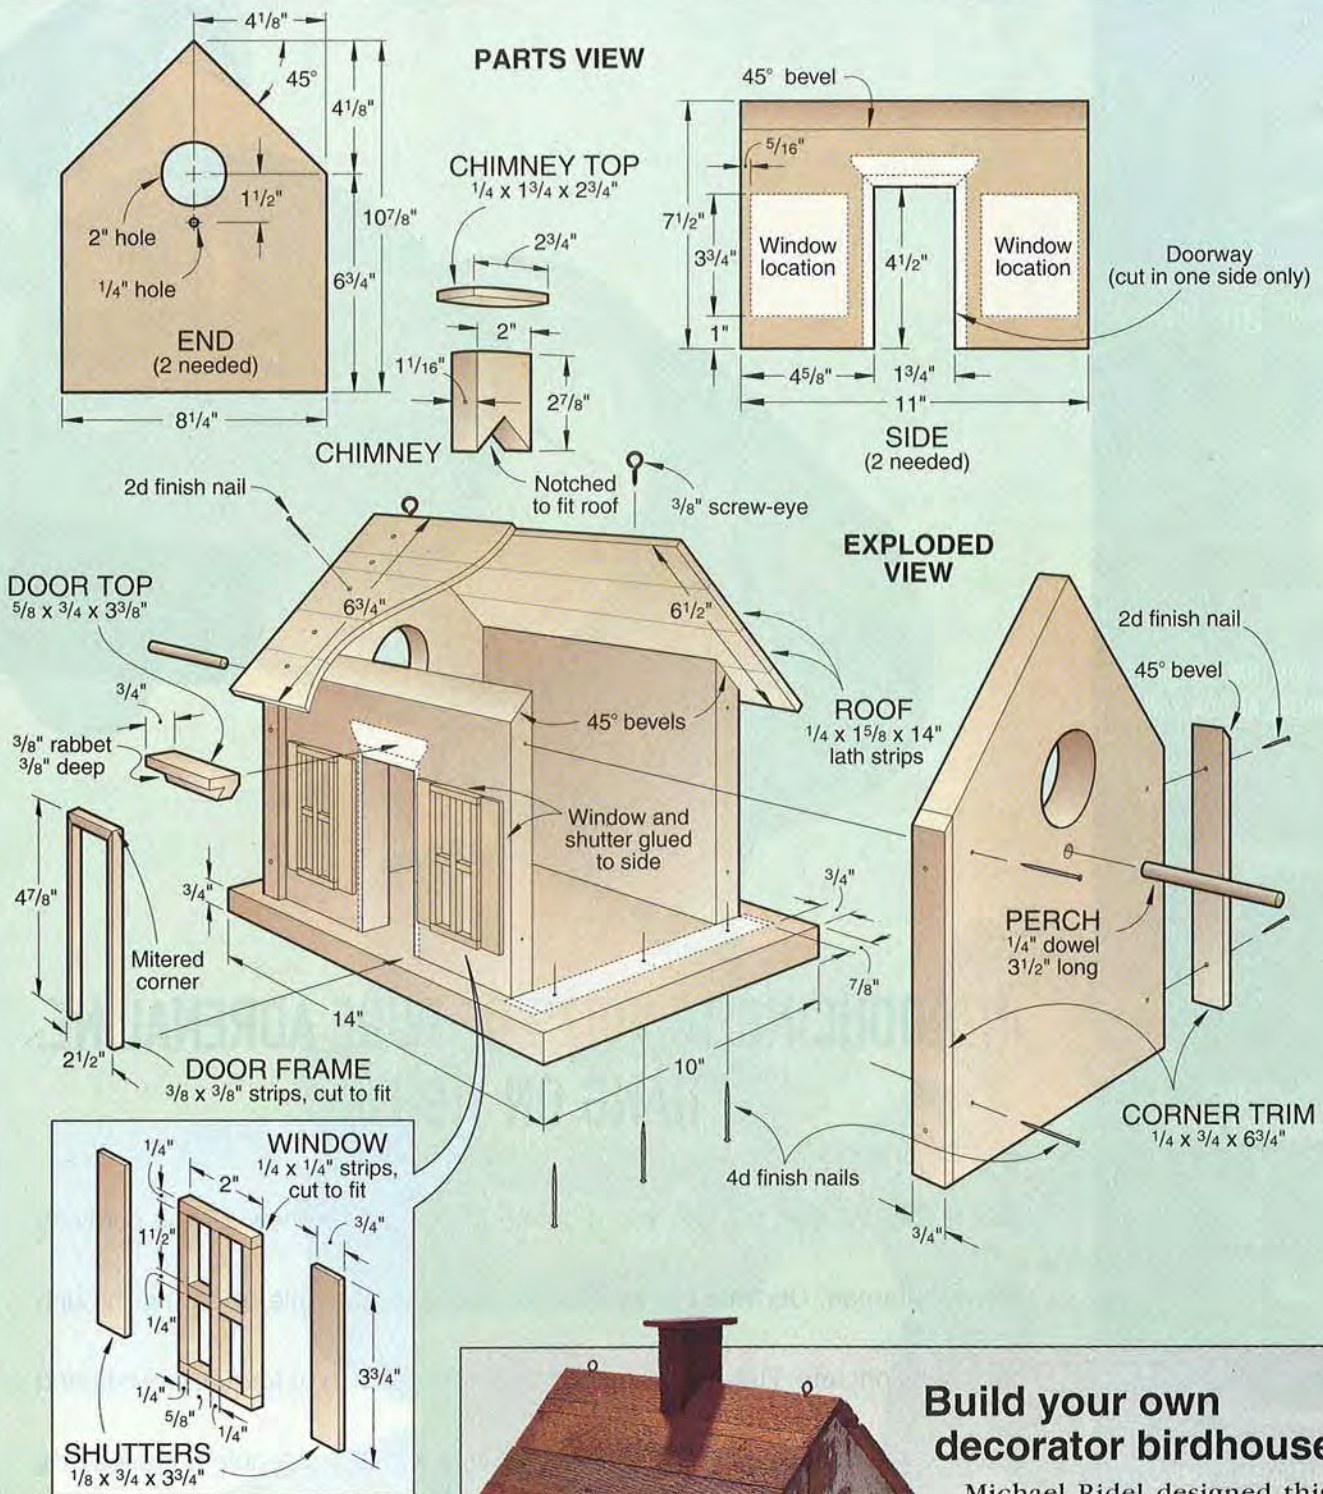 PARTS VIEW
4 1/8"
45°
4 1/8"
1 1/2"
10 7/8"
6 3/4"
2" hole
1/4" hole
END
(2 needed)
8 1/4"
CHIMNEY TOP
1/4 x 1 3/4 x 2 3/4"
2 3/4"
2"
1 1/16"
2 7/8"
CHIMNEY
Notched
to fit roof
45° bevel
5/16"
7 1/2"
3 3/4"
1"
Window
location
4 1/2"
Window
location
Doorway
(cut in one side only)
4 5/8"
1 3/4"
11"
SIDE
(2 needed)
2d finish nail
3/8" screw-eye
EXPLODED
VIEW
DOOR TOP
5/8 x 3/4 x 3 3/8"
6 3/4"
6 1/2"
2d finish nail
45° bevel
3/4"
3/8" rabbet
3/8" deep
45° bevels
ROOF
1/4 x 1 5/8 x 14"
lath strips
Window and
shutter glued
to side
4 7/8"
3/4"
3/4"
7/8"
Mitered
corner
PERCH
1/4" dowel
3 1/2" long
14"
10"
2 1/2"
DOOR FRAME
3/8 x 3/8" strips, cut to fit
CORNER TRIM
1/4 x 3/4 x 6 3/4"
4d finish nails
3/4"
WINDOW
1/4 x 1/4" strips,
cut to fit
1/4"
2"
3/4"
1 1/2"
1/4"
3 3/4"
1/4"
5/8"
1/4"
SHUTTERS
1/8 x 3/4 x 3 3/4"
Build your own
decorator birdhouse
Michael Ridel designed this